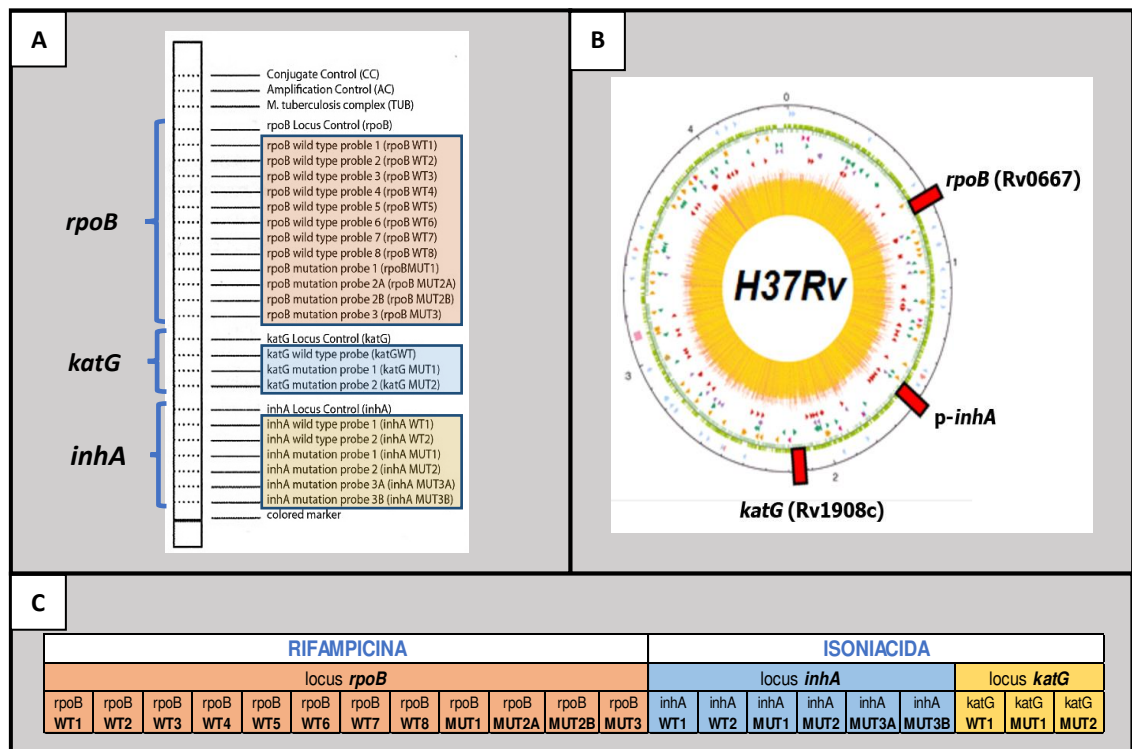 A
Conjugate Control (CC)
Amplification Control (AC)
M. tuberculosis complex (TUB)
rpoB Locus Control (rpoB)
rpoB wild type proble 1 (rpoB WT1)
rpoB wild type proble 2 (rpoB WT2)
rpoB wild type proble 3 (rpoB WT3)
rpoB wild type proble 4 (rpoB WT4)
rpoB wild type proble 5 (rpoB WT5)
rpoB wild type proble 6 (rpoB WT6)
rpoB wild type proble 7 (rpoB WT7)
rpoB wild type proble 8 (rpoB WT8)
rpoB mutation probe 1 (rpoBMUT1)
rpoB mutation probe 2A (rpoB MUT2A)
rpoB mutation probe 2B (rpoB MUT2B)
rpoB mutation probe 3 (rpoB MUT3)
katG Locus Control (katG)
katG wild type probe (katGWT)
katG mutation probe 1 (katG MUT1)
katG mutation probe 2 (katG MUT2)
inhA Locus Control (inhA)
inhA wild type probe 1 (inhA WT1)
inhA wild type probe 2 (inhA WT2)
inhA mutation probe 1 (inhA MUT1)
inhA mutation probe 2 (inhA MUT2)
inhA mutation probe 3A (inhA MUT3A)
inhA mutation probe 3B (inhA MUT3B)
colored marker
rpoB
katG
inhA
B
0
4
rpoB (Rv0667)
1
H37Rv
3
p-inhA
2
katG (Rv1908c)
C
RIFAMPICINA ISONIACIDA
locus rpoB locus inhA locus katG
rpoB rpoB rpoB rpoB rpoB rpoB rpoB rpoB rpoB rpoB rpoB rpoB inhA inhA inhA inhA inhA inhA katG katG katG
WT1 WT2 WT3 WT4 WT5 WT6 WT7 WT8 MUT1 MUT2A MUT2B MUT3 WT1 WT2 MUT1 MUT2 MUT3A MUT3B WT1 MUT1 MUT2